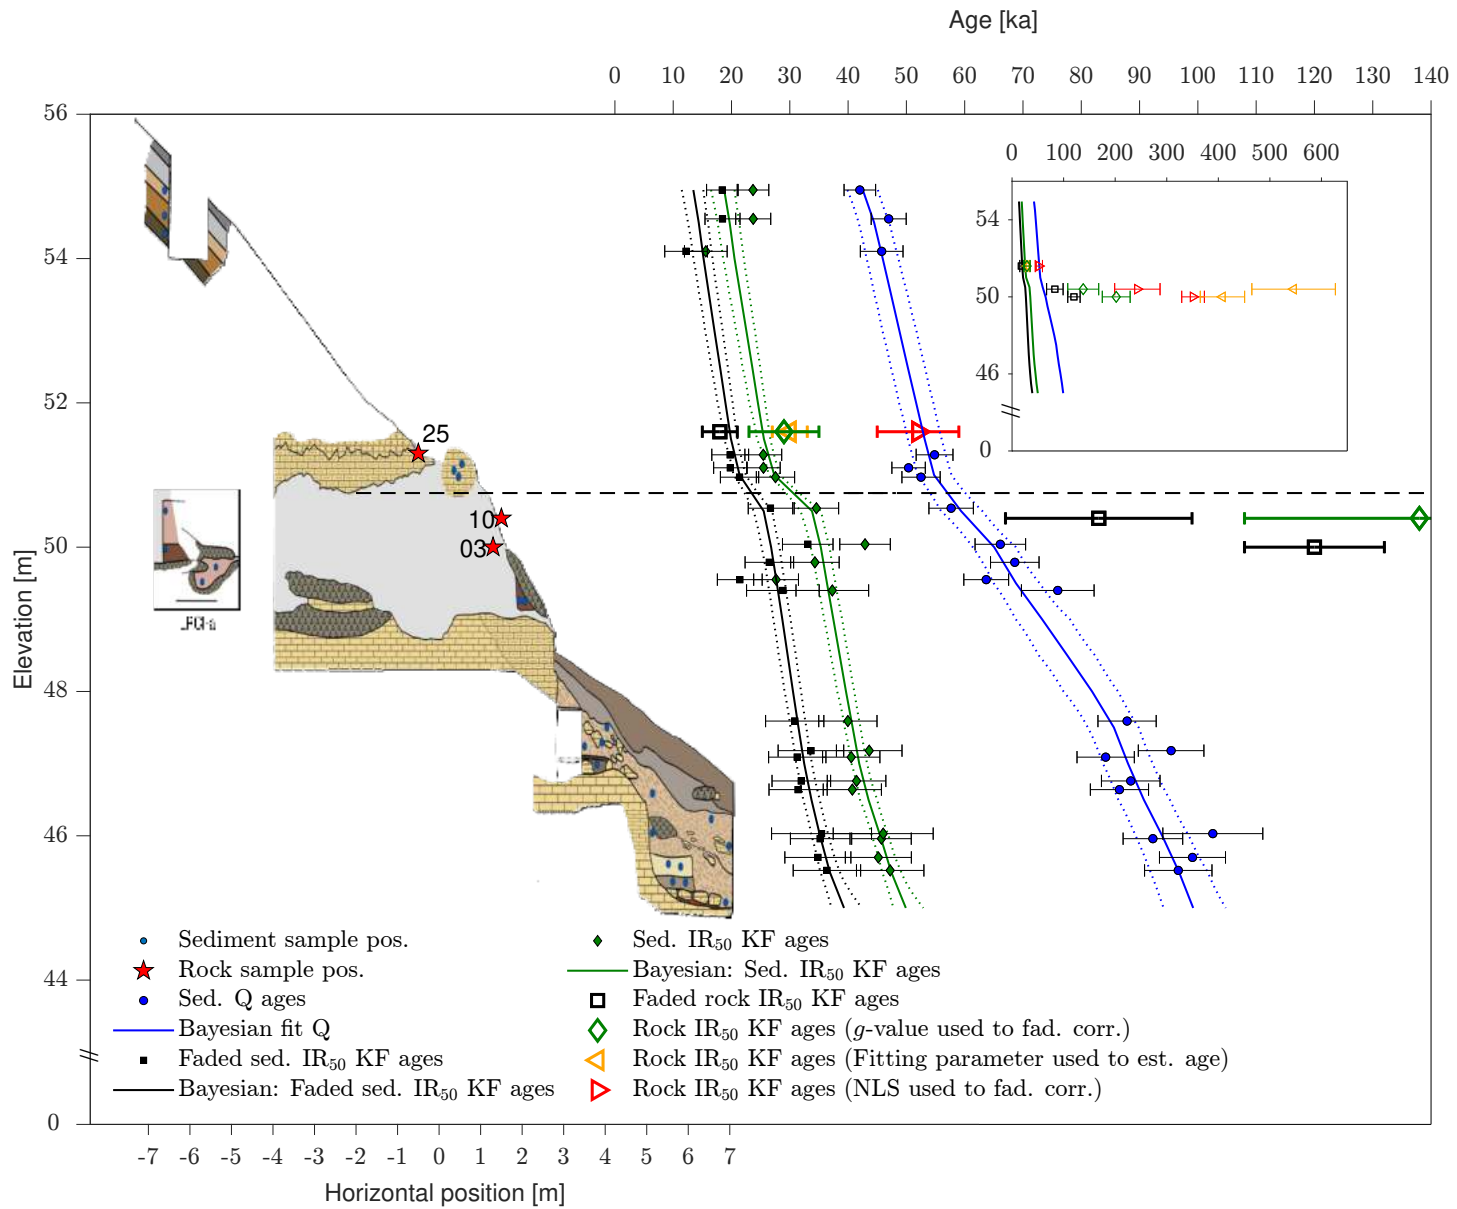 Age [ka]
0 10 20 30 40 50 60 70 80 90 100 110 120 130 140
56
0 100 200 300 400 500 600
54
50
46
0
54
52
25
10
03
50
48
46
44
0
Elevation [m]
Sediment sample pos.
Rock sample pos.
Sed. Q ages
Bayesian fit Q
Faded sed. IR50 KF ages
Bayesian: Faded sed. IR50 KF ages
Sed. IR50 KF ages
Bayesian: Sed. IR50 KF ages
Faded rock IR50 KF ages
Rock IR50 KF ages (g-value used to fad. corr.)
Rock IR50 KF ages (Fitting parameter used to est. age)
Rock IR50 KF ages (NLS used to fad. corr.)
-7 -6 -5 -4 -3 -2 -1 0 1 2 3 4 5 6 7
Horizontal position [m]